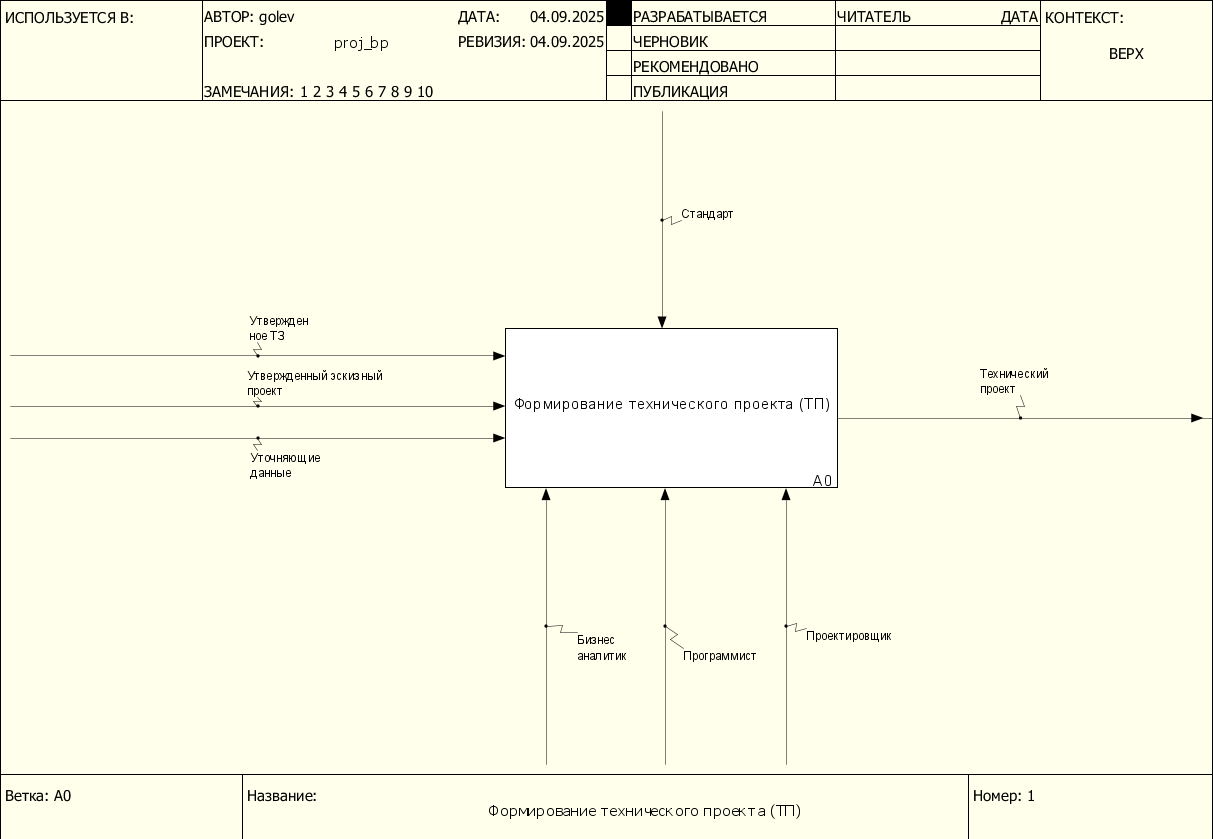 ИСПОЛЬЗУЕТСЯ В:
АВТОР: golev
ДАТА: 04.09.2025
РАЗРАБАТЫВАЕТСЯ
ЧИТАТЕЛЬ ДАТА
КОНТЕКСТ:
ПРОЕКТ: proj_bp
РЕВИЗИЯ: 04.09.2025
ЧЕРНОВИК
ВЕРХ
РЕКОМЕНДОВАНО
ЗАМЕЧАНИЯ: 1 2 3 4 5 6 7 8 9 10
ПУБЛИКАЦИЯ
Стандарт
Утвержден
ное ТЗ
Утвержденный эскизный
проект
Уточняющие
данные
Формирование технического проекта (ТП)
A0
Технический
проект
Бизнес
аналитик
Программист
Проектировщик
Ветка: A0
Название:
Формирование технического проекта (ТП)
Номер: 1